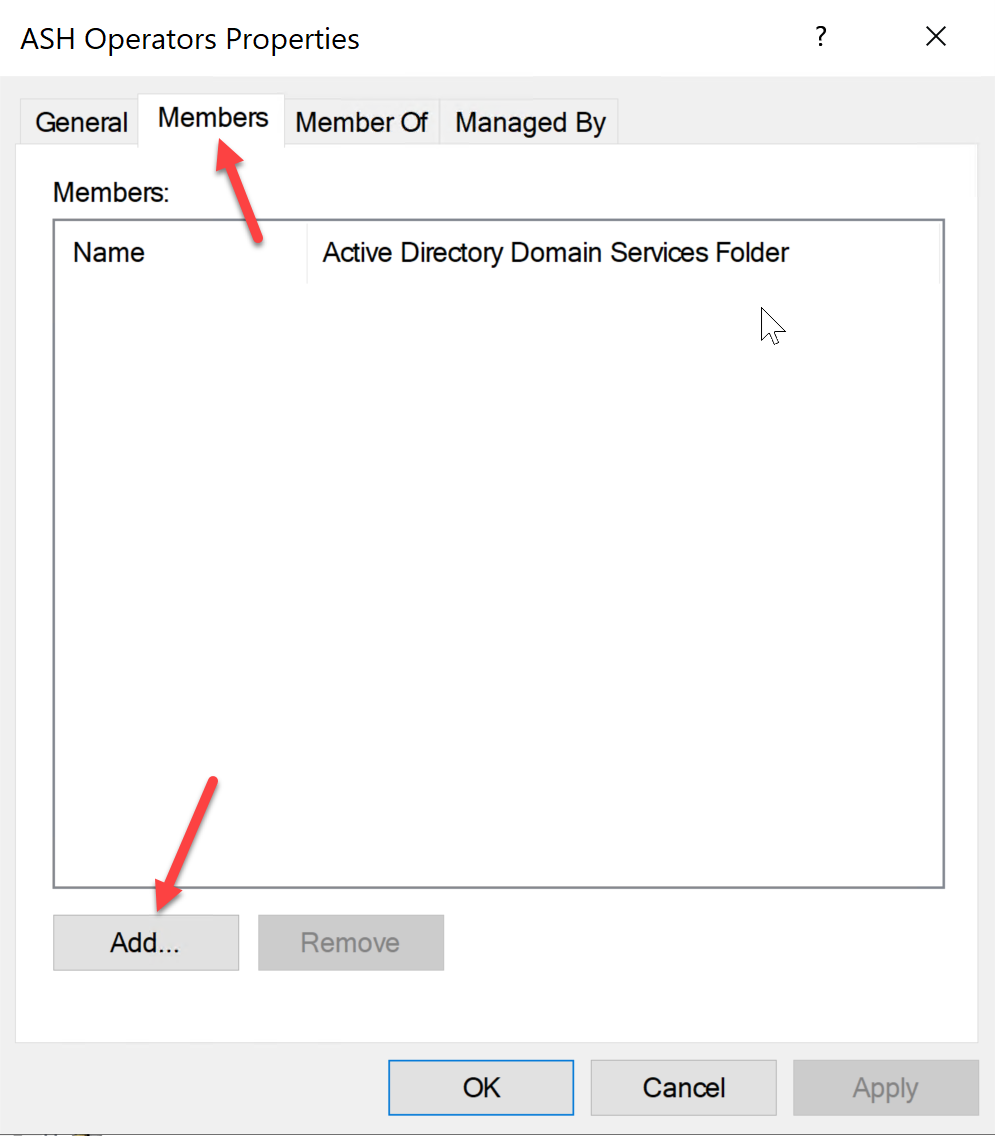 ASH Operators Properties ?
General Members Member Of Managed By
Members:
Name Active Directory Domain Services Folder
Add... Remove
OK Cancel Apply